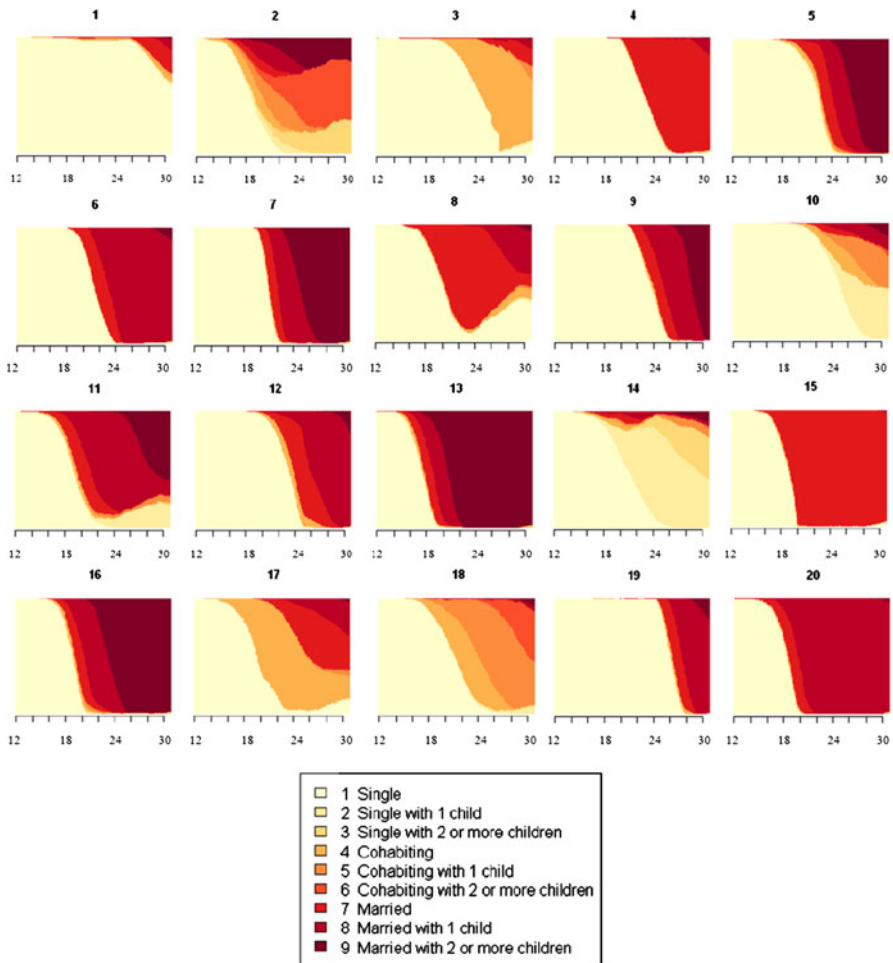 1 2 3 4 5
12 18 24 30 12 18 24 30 12 18 24 30 12 18 24 30 12 18 24 30
6 7 8 9 10
12 18 24 30 12 18 24 30 12 18 24 30 12 18 24 30 12 18 24 30
11 12 13 14 15
12 18 24 30 12 18 24 30 12 18 24 30 12 18 24 30 12 18 24 30
16 17 18 19 20
12 18 24 30 12 18 24 30 12 18 24 30 12 18 24 30 12 18 24 30
1 Single
2 Single with 1 child
3 Single with 2 or more children
4 Cohabiting
5 Cohabiting with 1 child
6 Cohabiting with 2 or more children
7 Married
8 Married with 1 child
9 Married with 2 or more children